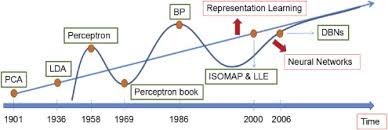 Representation Learning
BP
Perceptron
DBNs
LDA
PCA
Neural Networks
ISOMAP & LLE
Perceptron book
1901 1936 1958 1969 1986 2000 2006 Time